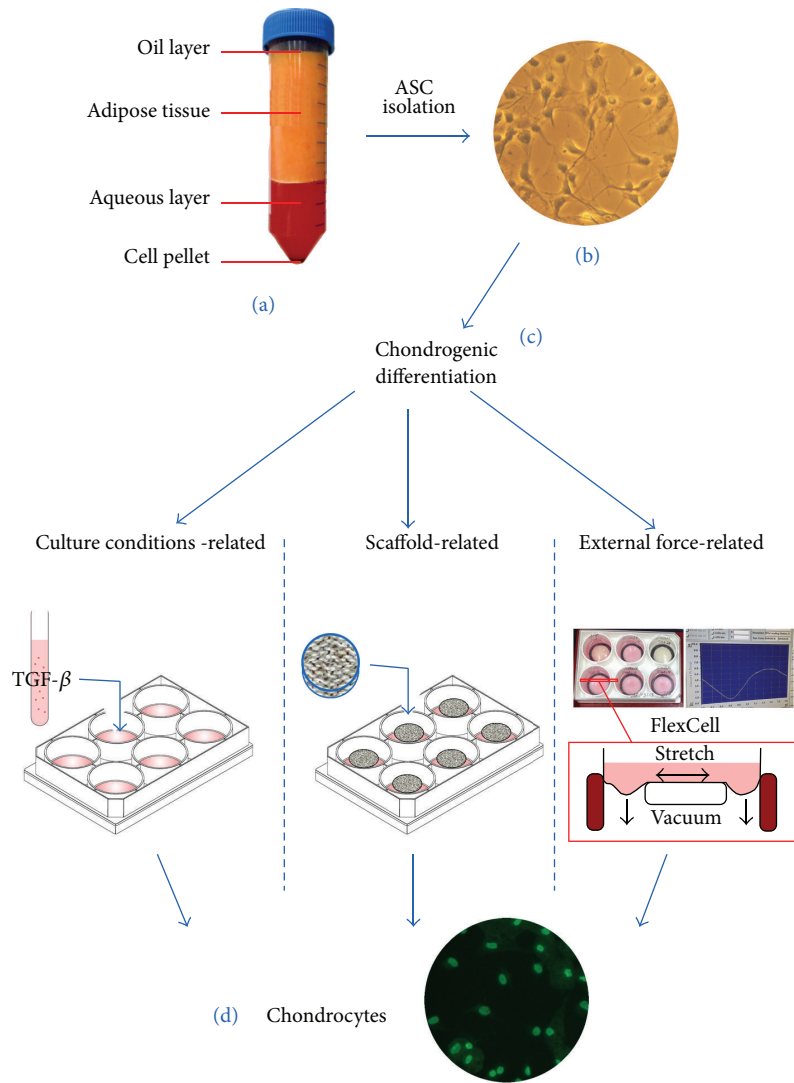 Oil layer
Adipose tissue
Aqueous layer
Cell pellet
(a)
ASC
isolation
(b)
(c)
Chondrogenic
differentiation
Culture conditions -related
Scaffold-related
External force-related
TGF-β
FlexCell
Stretch
Vacuum
(d) Chondrocytes